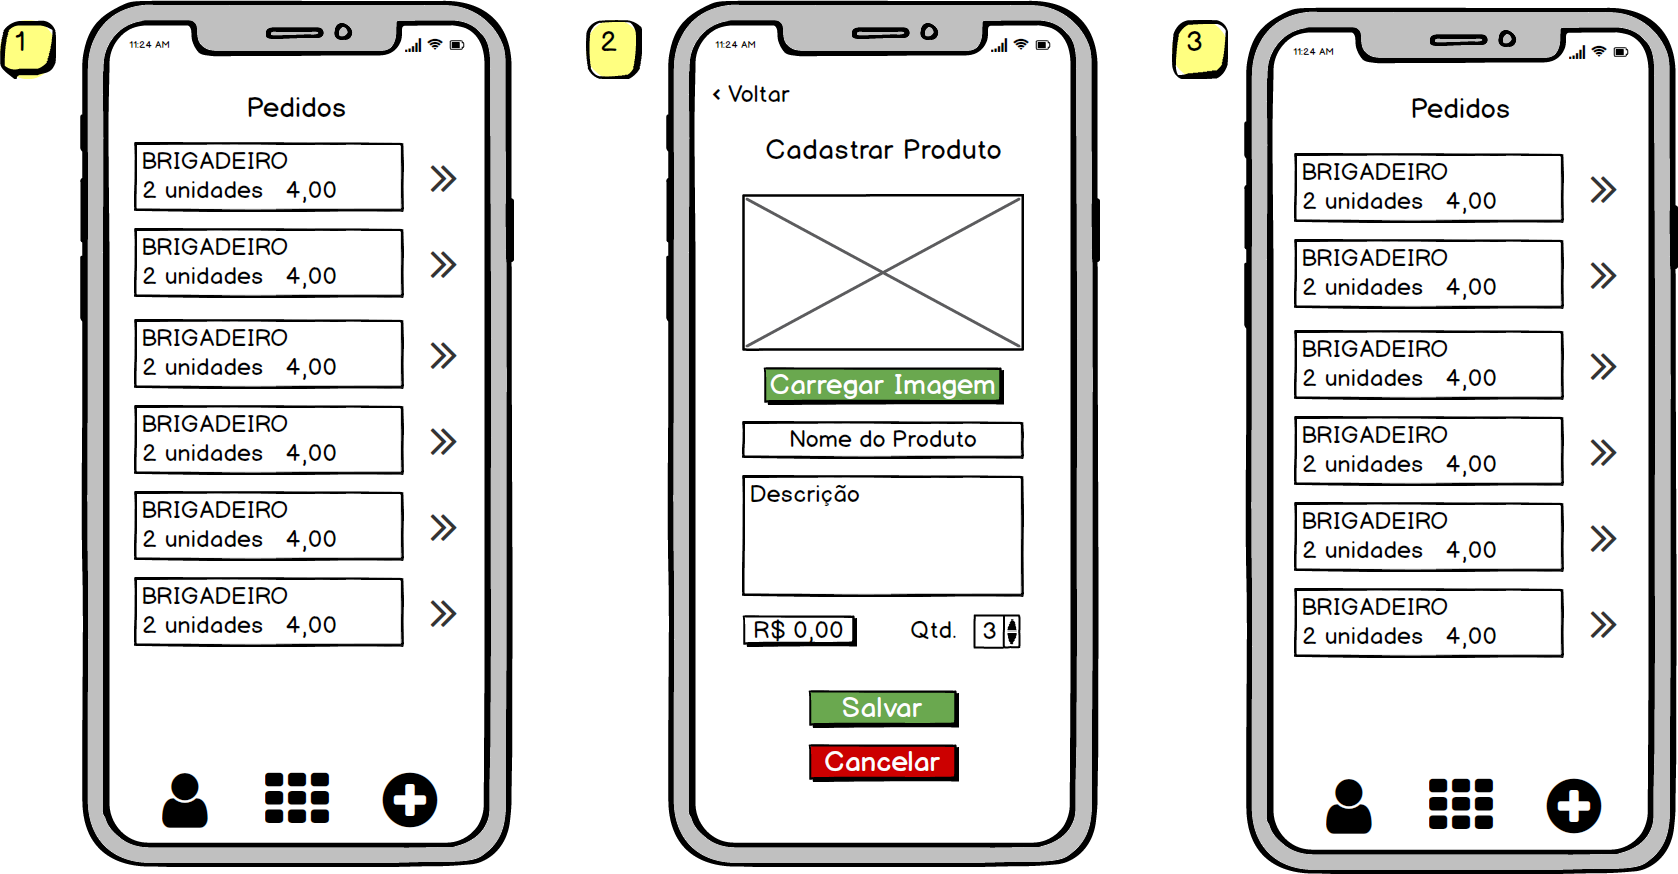 1
11:24 AM
Pedidos
BRIGADEIRO
2 unidades 4,00
BRIGADEIRO
2 unidades 4,00
BRIGADEIRO
2 unidades 4,00
BRIGADEIRO
2 unidades 4,00
BRIGADEIRO
2 unidades 4,00
BRIGADEIRO
2 unidades 4,00
2
11:24 AM
< Voltar
Cadastrar Produto
Carregar Imagem
Nome do Produto
Descrição
R$ 0,00 Qtd. 3
Salvar
Cancelar
3
11:24 AM
Pedidos
BRIGADEIRO
2 unidades 4,00
BRIGADEIRO
2 unidades 4,00
BRIGADEIRO
2 unidades 4,00
BRIGADEIRO
2 unidades 4,00
BRIGADEIRO
2 unidades 4,00
BRIGADEIRO
2 unidades 4,00